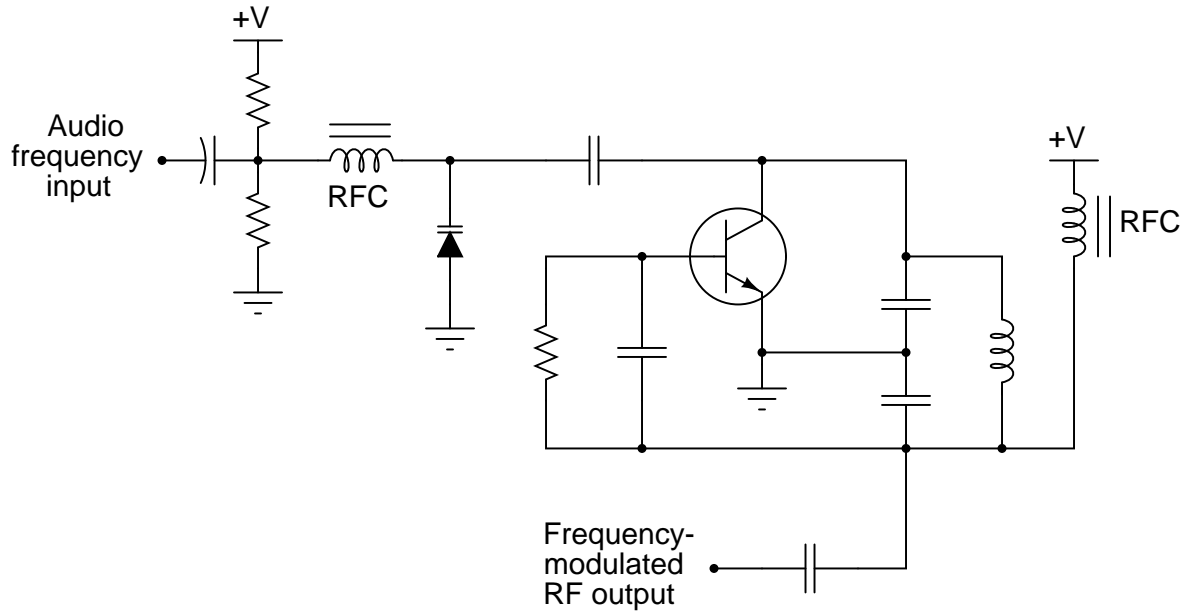 +V
Audio
frequency
input
RFC
+V
RFC
Frequency-
modulated
RF output